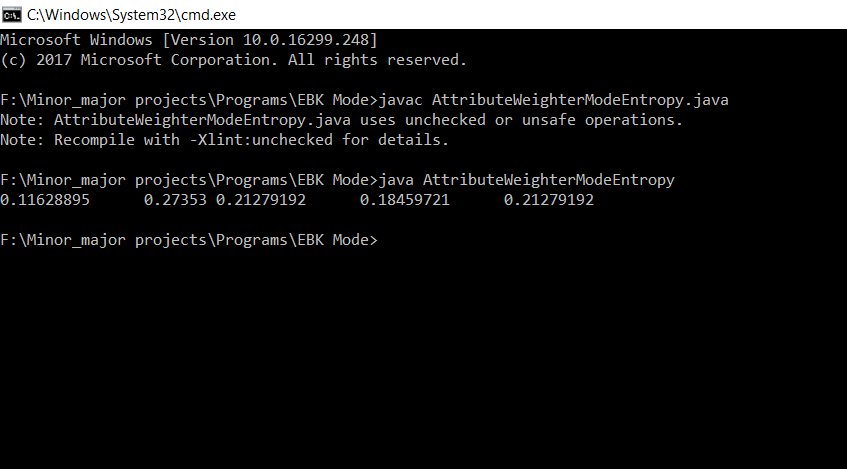 C:\Windows\System32\cmd.exe
Microsoft Windows [Version 10.0.16299.248]
(c) 2017 Microsoft Corporation. All rights reserved.
F:\Minor_major projects\Programs\EBK Mode>javac AttributeWeighterModeEntropy.java
Note: AttributeWeighterModeEntropy.java uses unchecked or unsafe operations.
Note: Recompile with -Xlint:unchecked for details.
F:\Minor_major projects\Programs\EBK Mode>java AttributeWeighterModeEntropy
0.11628895      0.27353 0.21279192      0.18459721      0.21279192
F:\Minor_major projects\Programs\EBK Mode>